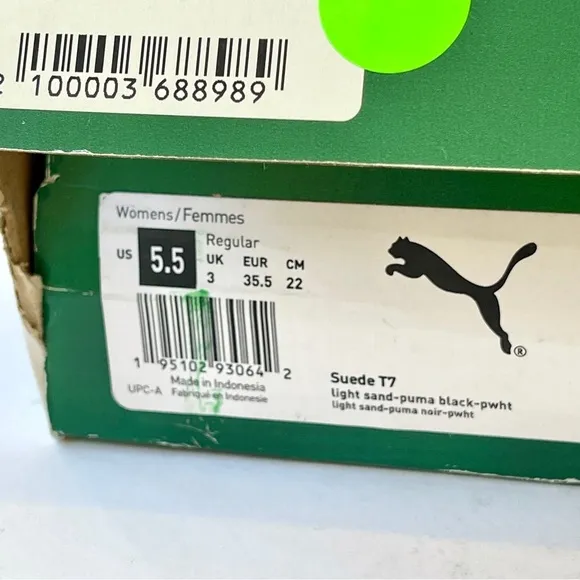 2 100003 688989
Womens/Femmes
Regular
US 5.5 UK EUR CM
3 35.5 22
1 95102 93064 2
UPC-A Made in Indonesia
Fabriqué en Indonesie
®
Suede T7
light sand-puma black-pwht
light sand-puma noir-pwht